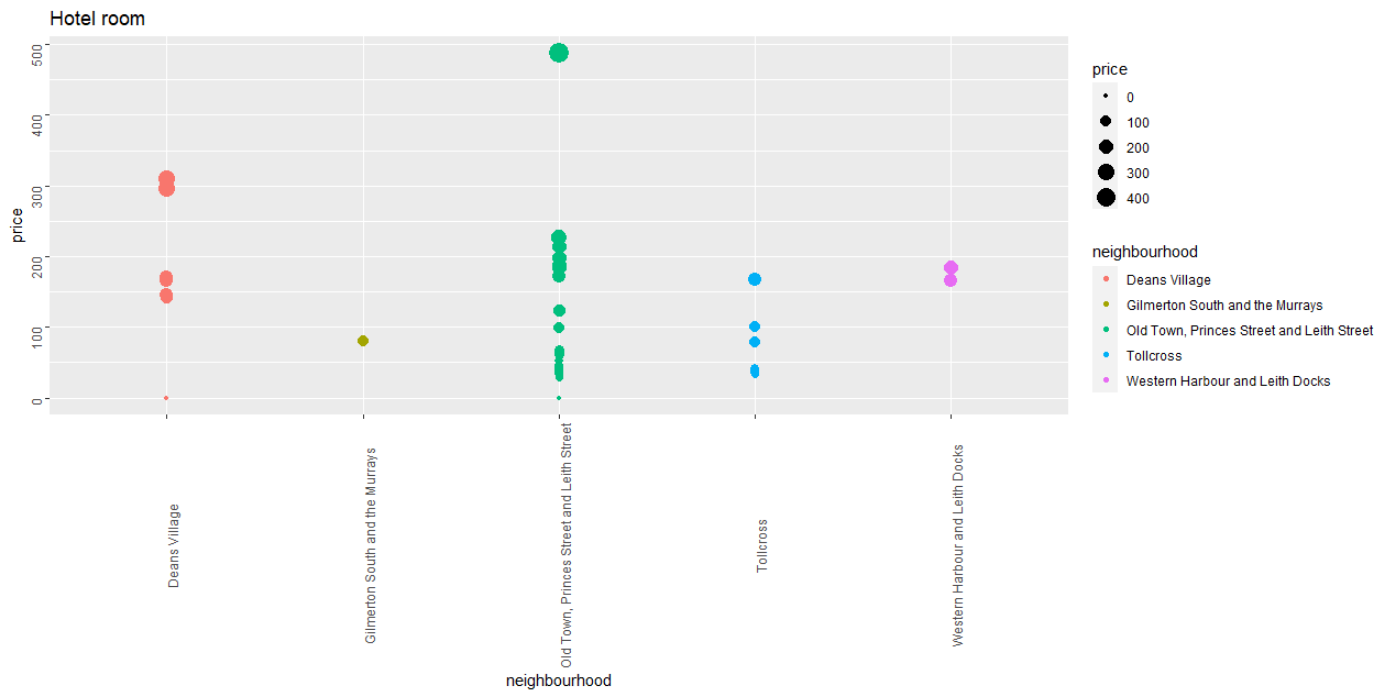 Hotel room
price
500
400
300
200
100
0
Deans Village
Gilmerton South and the Murrays
Old Town, Princes Street and Leith Street
Tollcross
Western Harbour and Leith Docks
neighbourhood
price
0
100
200
300
400
neighbourhood
Deans Village
Gilmerton South and the Murrays
Old Town, Princes Street and Leith Street
Tollcross
Western Harbour and Leith Docks